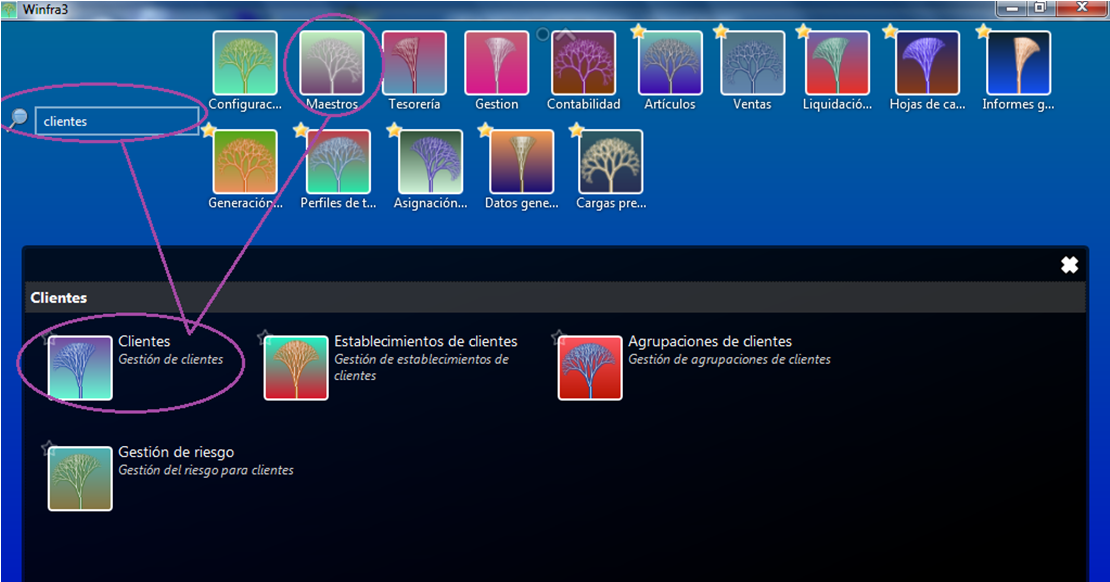 Winfra3
Configurac...
Maestros
Tesorería
Gestion
Contabilidad
Artículos
Ventas
Liquidació...
Hojas de ca...
Informes g...
clientes
Generación...
Perfiles de t...
Asignación...
Datos gene...
Cargas pre...
Clientes
Clientes
Gestión de clientes
Establecimientos de clientes
Gestión de establecimientos de
clientes
Agrupaciones de clientes
Gestión de agrupaciones de clientes
Gestión de riesgo
Gestión del riesgo para clientes